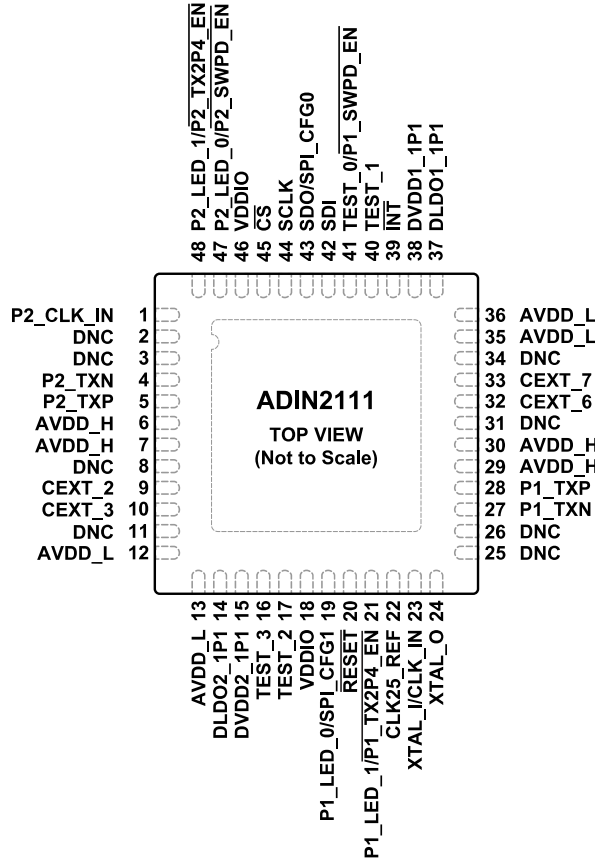 48 P2_LED_1/P2_TX2P4_EN
47 P2_LED_0/P2_SWPD_EN
46 VDDIO
45 CS
44 SCLK
43 SDO/SPI_CFG0
42 SDI
41 TEST_0/P1_SWPD_EN
40 TEST_1
39 INT
38 DVDD1_1P1
37 DLDO1_1P1
P2_CLK_IN 1
DNC 2
DNC 3
P2_TXN 4
P2_TXP 5
AVDD_H 6
AVDD_H 7
DNC 8
CEXT_2 9
CEXT_3 10
DNC 11
AVDD_L 12
ADIN2111
TOP VIEW
(Not to Scale)
36 AVDD_L
35 AVDD_L
34 DNC
33 CEXT_7
32 CEXT_6
31 DNC
30 AVDD_H
29 AVDD_H
28 P1_TXP
27 P1_TXN
26 DNC
25 DNC
AVDD_L 13
DLDO2_1P1 14
DVDD2_1P1 15
TEST_3 16
TEST_2 17
VDDIO 18
P1_LED_0/SPI_CFG1 19
RESET 20
P1_LED_1/P1_TX2P4_EN 21
CLK25_REF 22
XTAL_I/CLK_IN 23
XTAL_O 24